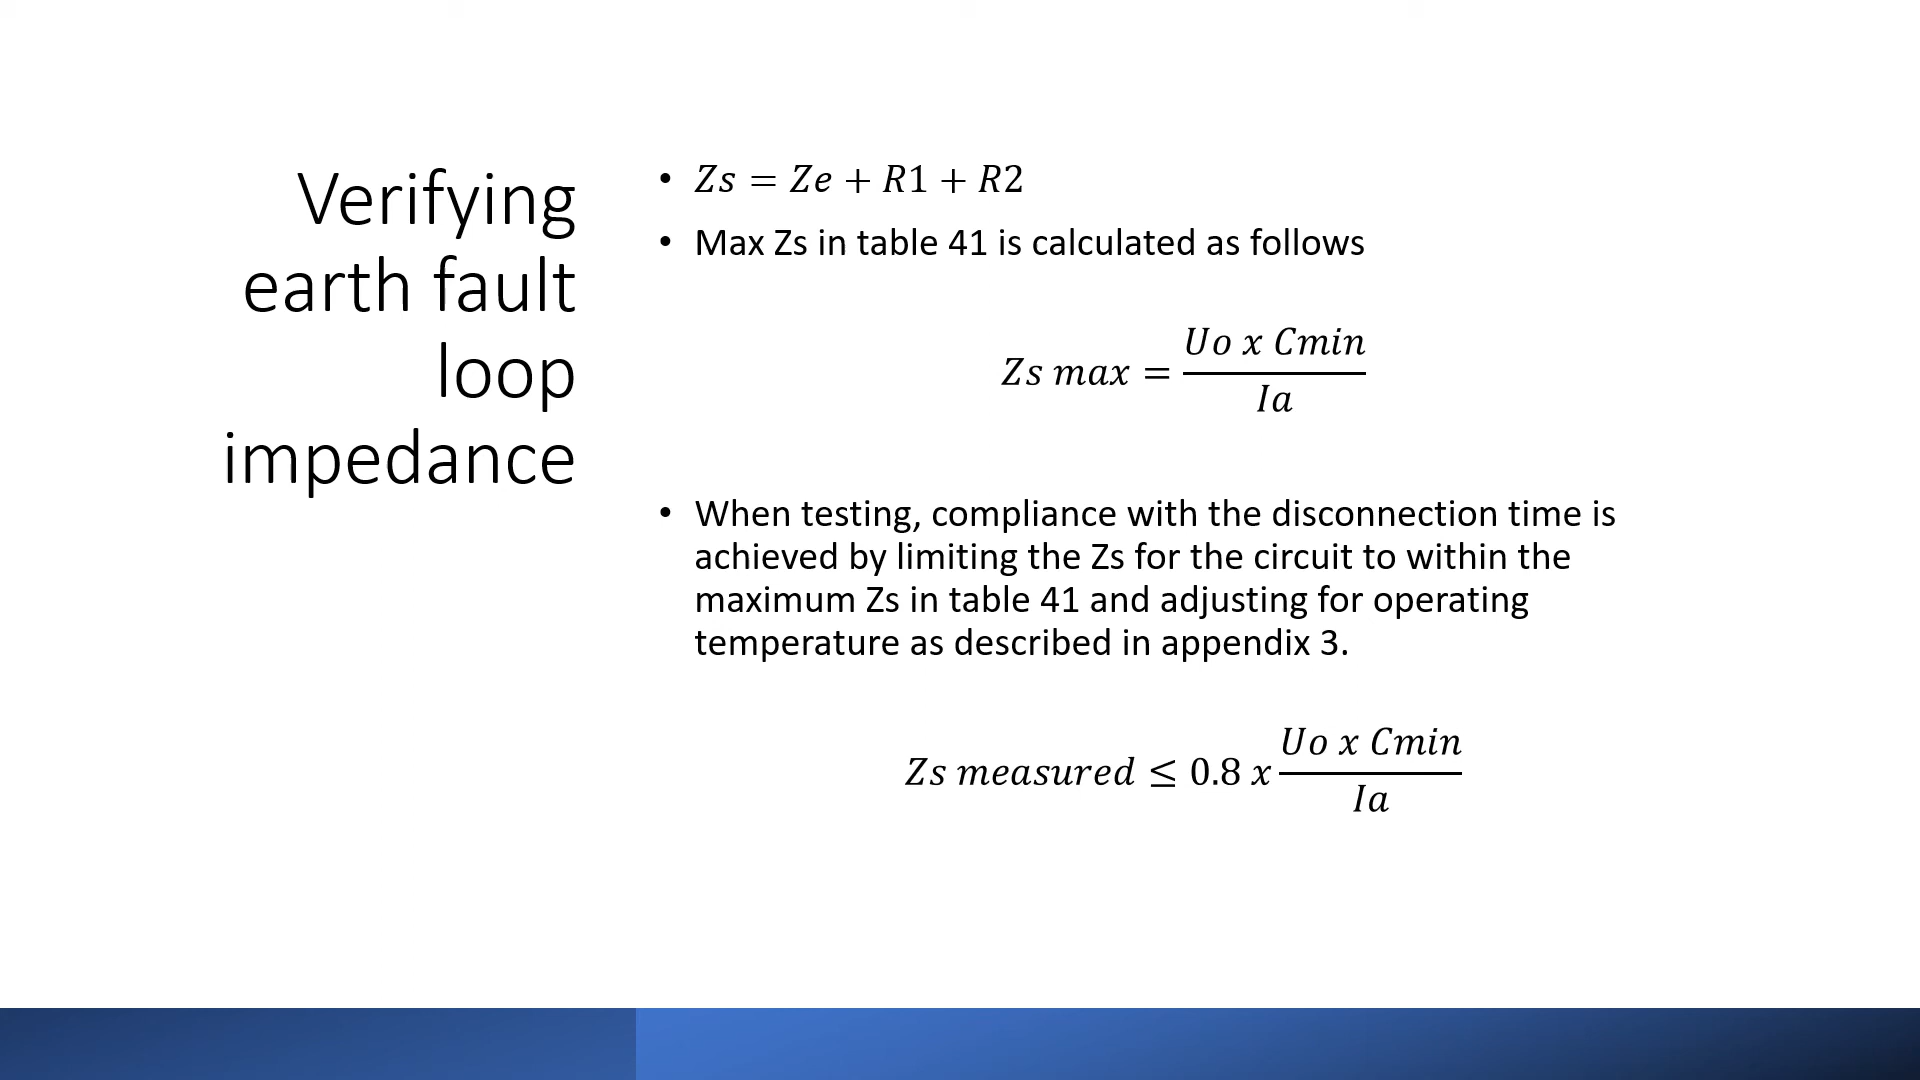 Verifying
earth fault
loop
impedance
• Zs = Ze + R1 + R2
• Max Zs in table 41 is calculated as follows
Zs max = Uo x Cmin / Ia
• When testing, compliance with the disconnection time is
achieved by limiting the Zs for the circuit to within the
maximum Zs in table 41 and adjusting for operating
temperature as described in appendix 3.
Zs measured ≤ 0.8 x Uo x Cmin / Ia